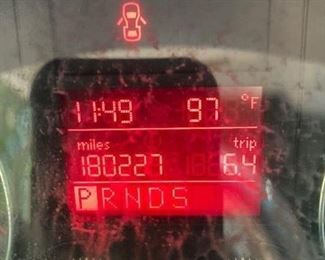 11:49 97 °F
miles trip
180227 6.4
P R N D S